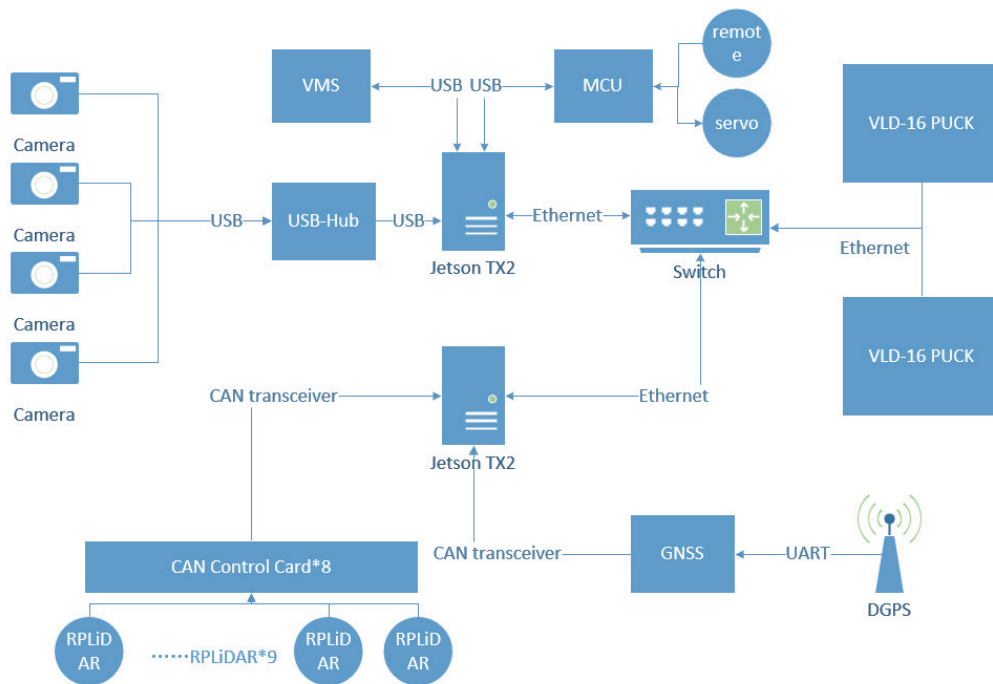 remot
e
VMS
USB
USB
MCU
servo
VLD-16 PUCK
Camera
Camera
USB
USB-Hub
USB
Jetson TX2
Ethernet
Switch
Ethernet
Camera
VLD-16 PUCK
Camera
CAN transceiver
Jetson TX2
Ethernet
CAN Control Card*8
CAN transceiver
GNSS
UART
DGPS
RPLiD
AR
······RPLiDAR*9
RPLiD
AR
RPLiD
AR